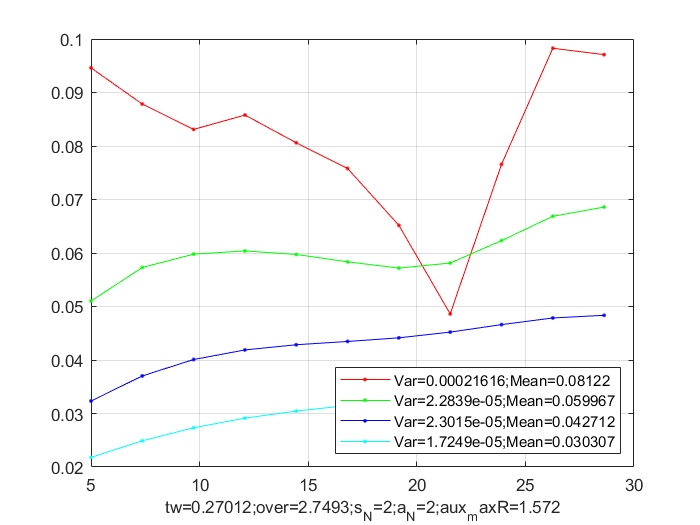 0.1
0.09
0.08
0.07
0.06
0.05
0.04
0.03
0.02
Var=0.00021616;Mean=0.08122
Var=2.2839e-05;Mean=0.059967
Var=2.3015e-05;Mean=0.042712
Var=1.7249e-05;Mean=0.030307
5 10 15 20 25 30
tw=0.27012;over=2.7493;s_N=2;a_N=2;aux_maxR=1.572